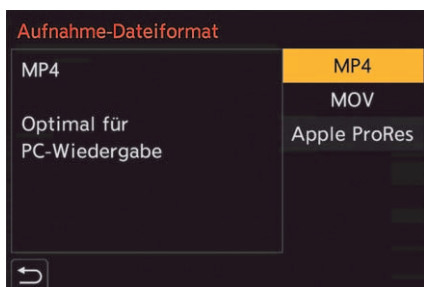 Aufnahme-Dateiformat
MP4
Optimal für
PC-Wiedergabe
MP4
MOV
Apple ProRes